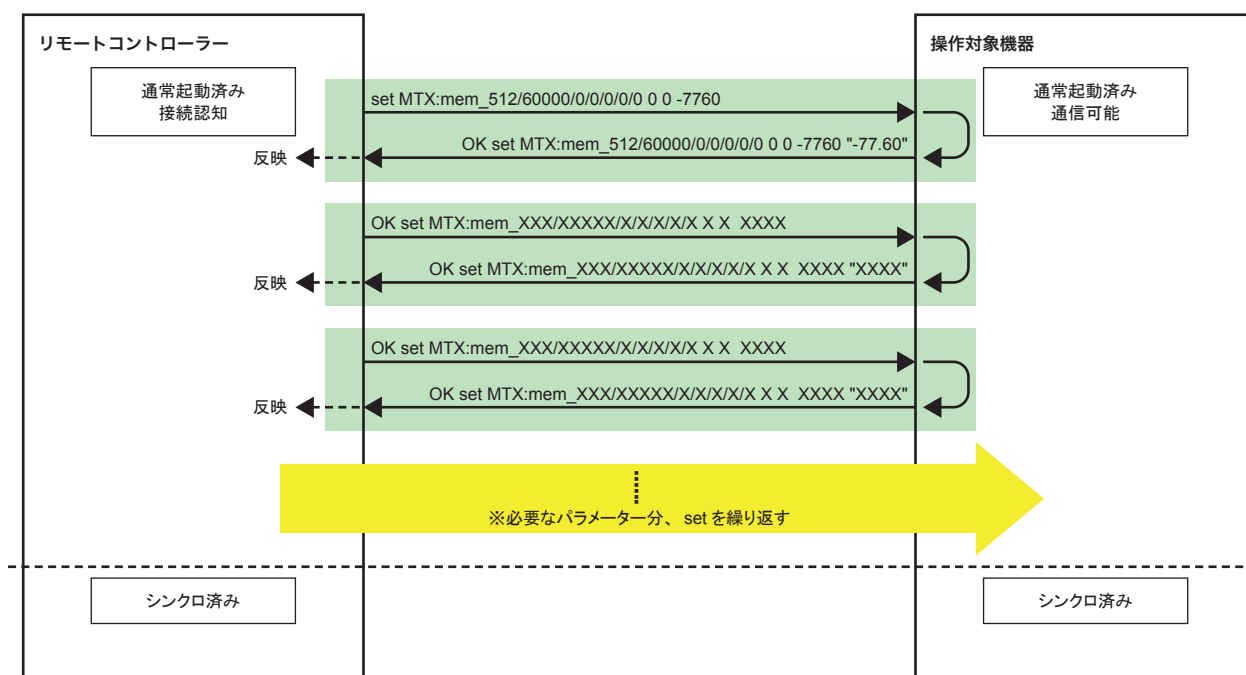 リモートコントローラー
操作対象機器
通常起動済み
接続認知
通常起動済み
通信可能
set MTX:mem_512/60000/0/0/0/0/0 0 0 -7760
OK set MTX:mem_512/60000/0/0/0/0/0 0 0 -7760 "-77.60"
反映
OK set MTX:mem_XXX/XXXXX/X/X/X/X/X X X XXXX
OK set MTX:mem_XXX/XXXXX/X/X/X/X/X X X XXXX "XXXX"
反映
OK set MTX:mem_XXX/XXXXX/X/X/X/X/X X X XXXX
OK set MTX:mem_XXX/XXXXX/X/X/X/X/X X X XXXX "XXXX"
反映
※必要なパラメーター分、 set を繰り返す
シンクロ済み
シンクロ済み